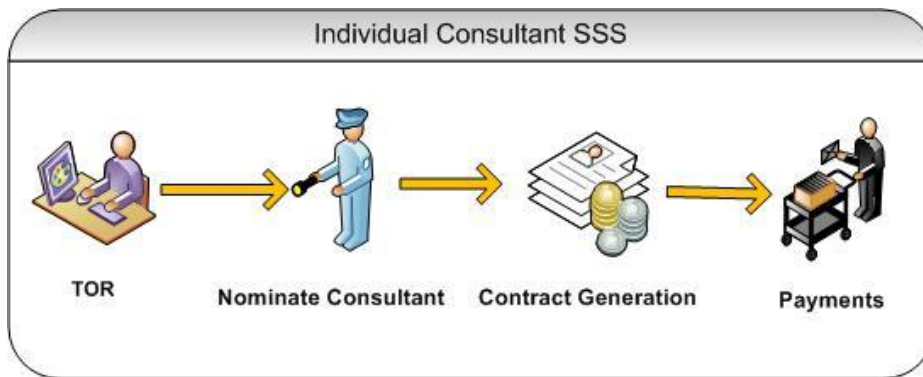 Individual Consultant SSS
TOR
Nominate Consultant
Contract Generation
Payments